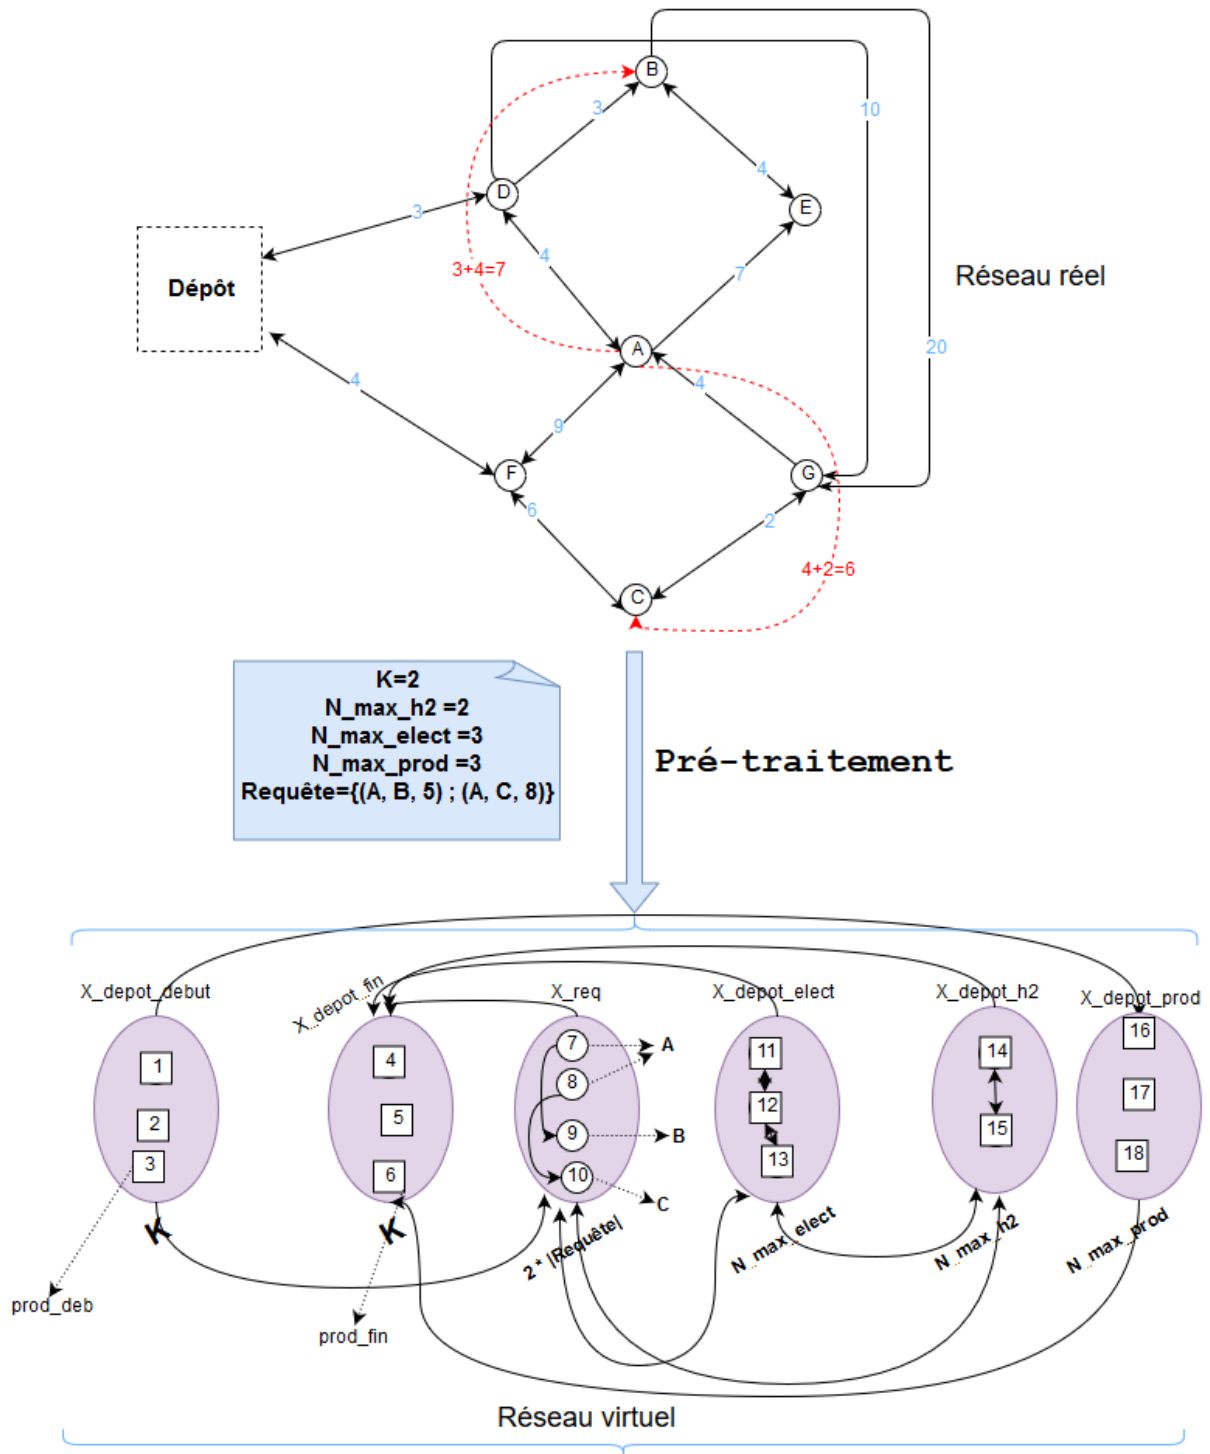 B
10
3
4
D
E
3
4
7
3+4=7
Réseau réel
Dépôt
20
A
4
4
9
F
G
6
2
4+2=6
C
K=2
N_max_h2 =2
N_max_elect =3
N_max_prod =3
Requête={(A, B, 5) ; (A, C, 8)}
Pré-traitement
X_depot_debut
X_depot_fin
X_req
X_depot_elect
X_depot_h2
X_depot_prod
1
2
3
4
5
6
7
8
9
10
A
B
C
11
12
13
14
15
16
17
18
K
K
2 * |Requête|
N_max_elect
N_max_h2
N_max_prod
prod_deb
prod_fin
Réseau virtuel